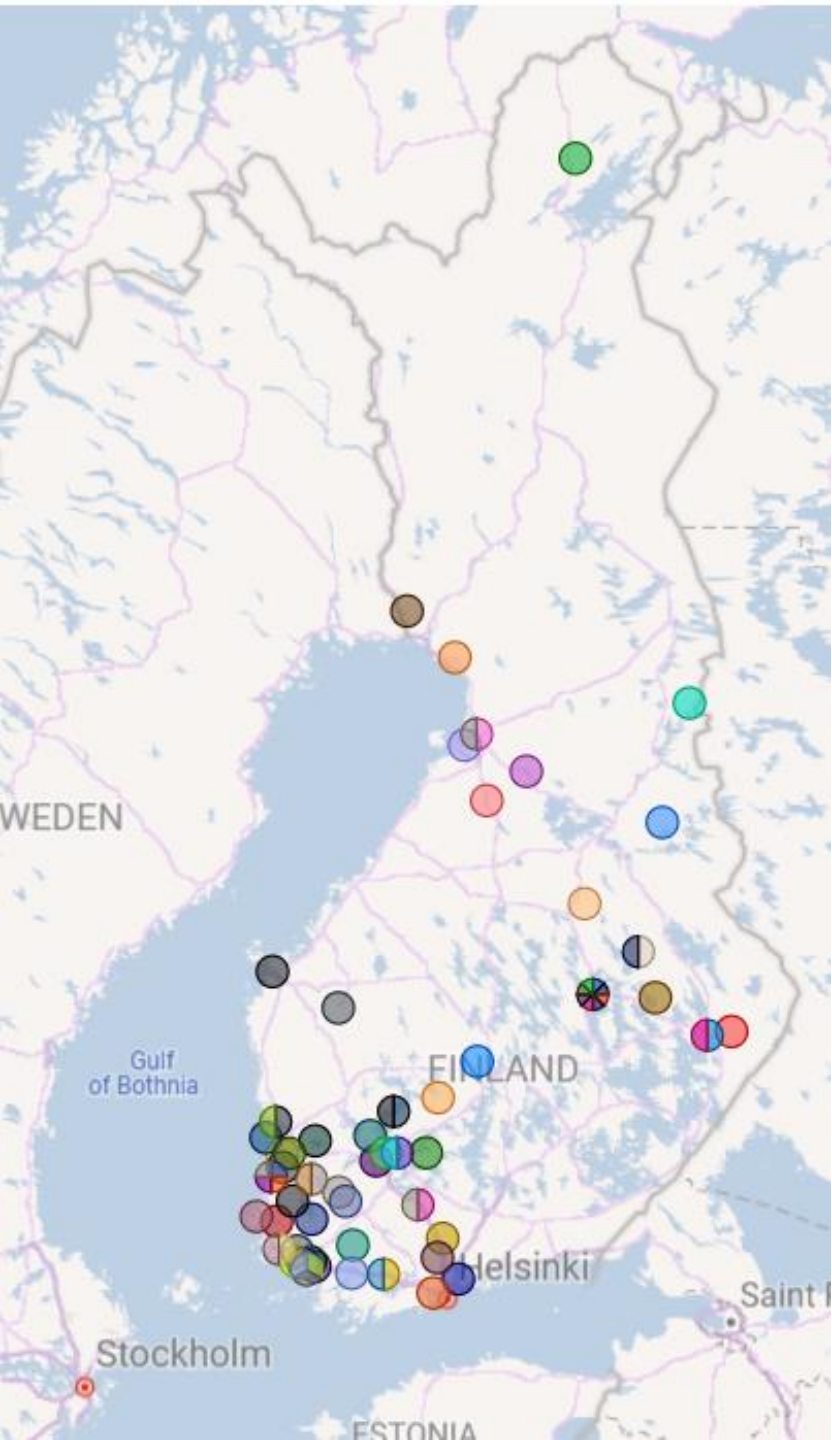 WEDEN
Gulf
of Bothnia
FINLAND
Helsinki
Saint
Stockholm
ESTONIA